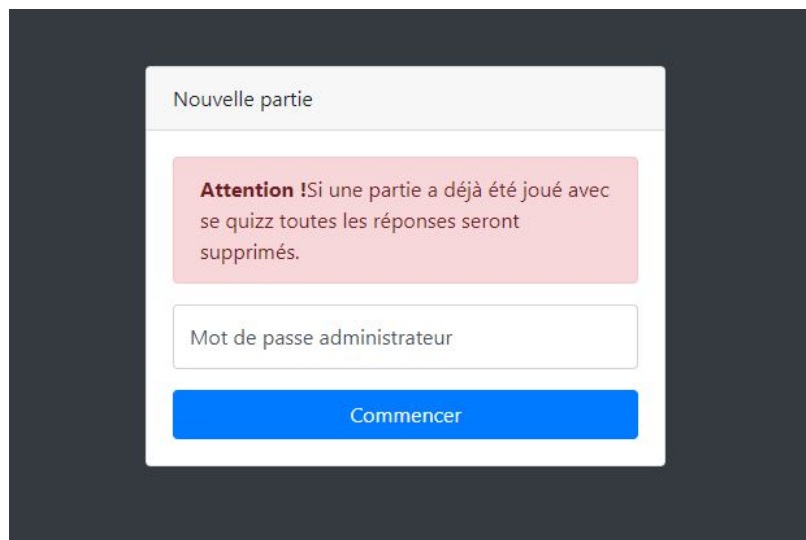 Nouvelle partie
Attention !Si une partie a déjà été joué avec
se quizz toutes les réponses seront
supprimés.
Mot de passe administrateur
Commencer